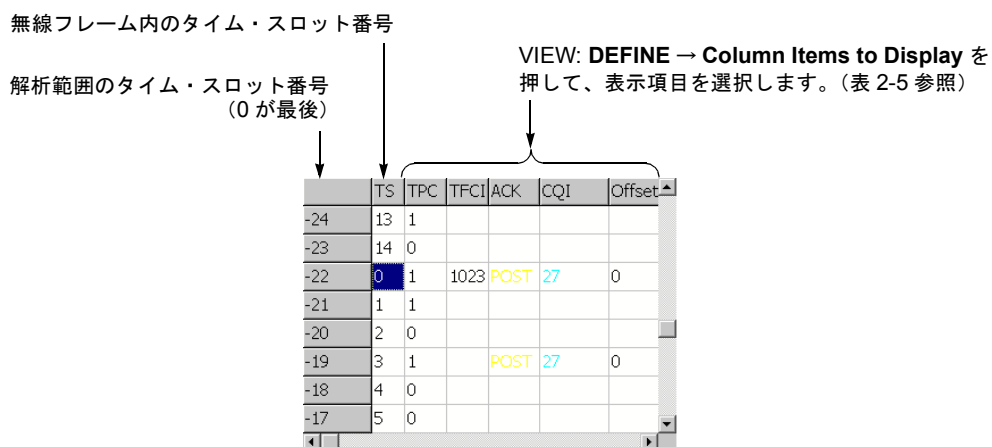 無線フレーム内のタイム・スロット番号
VIEW: DEFINE → Column Items to Display を
押して、表示項目を選択します。（表 2-5 参照）
解析範囲のタイム・スロット番号
（0 が最後）
TS TPC TFCI ACK CQI Offset
-24 13 1
-23 14 0
-22 0 1 1023 POST 27 0
-21 1 1
-20 2 0
-19 3 1 POST 27 0
-18 4 0
-17 5 0